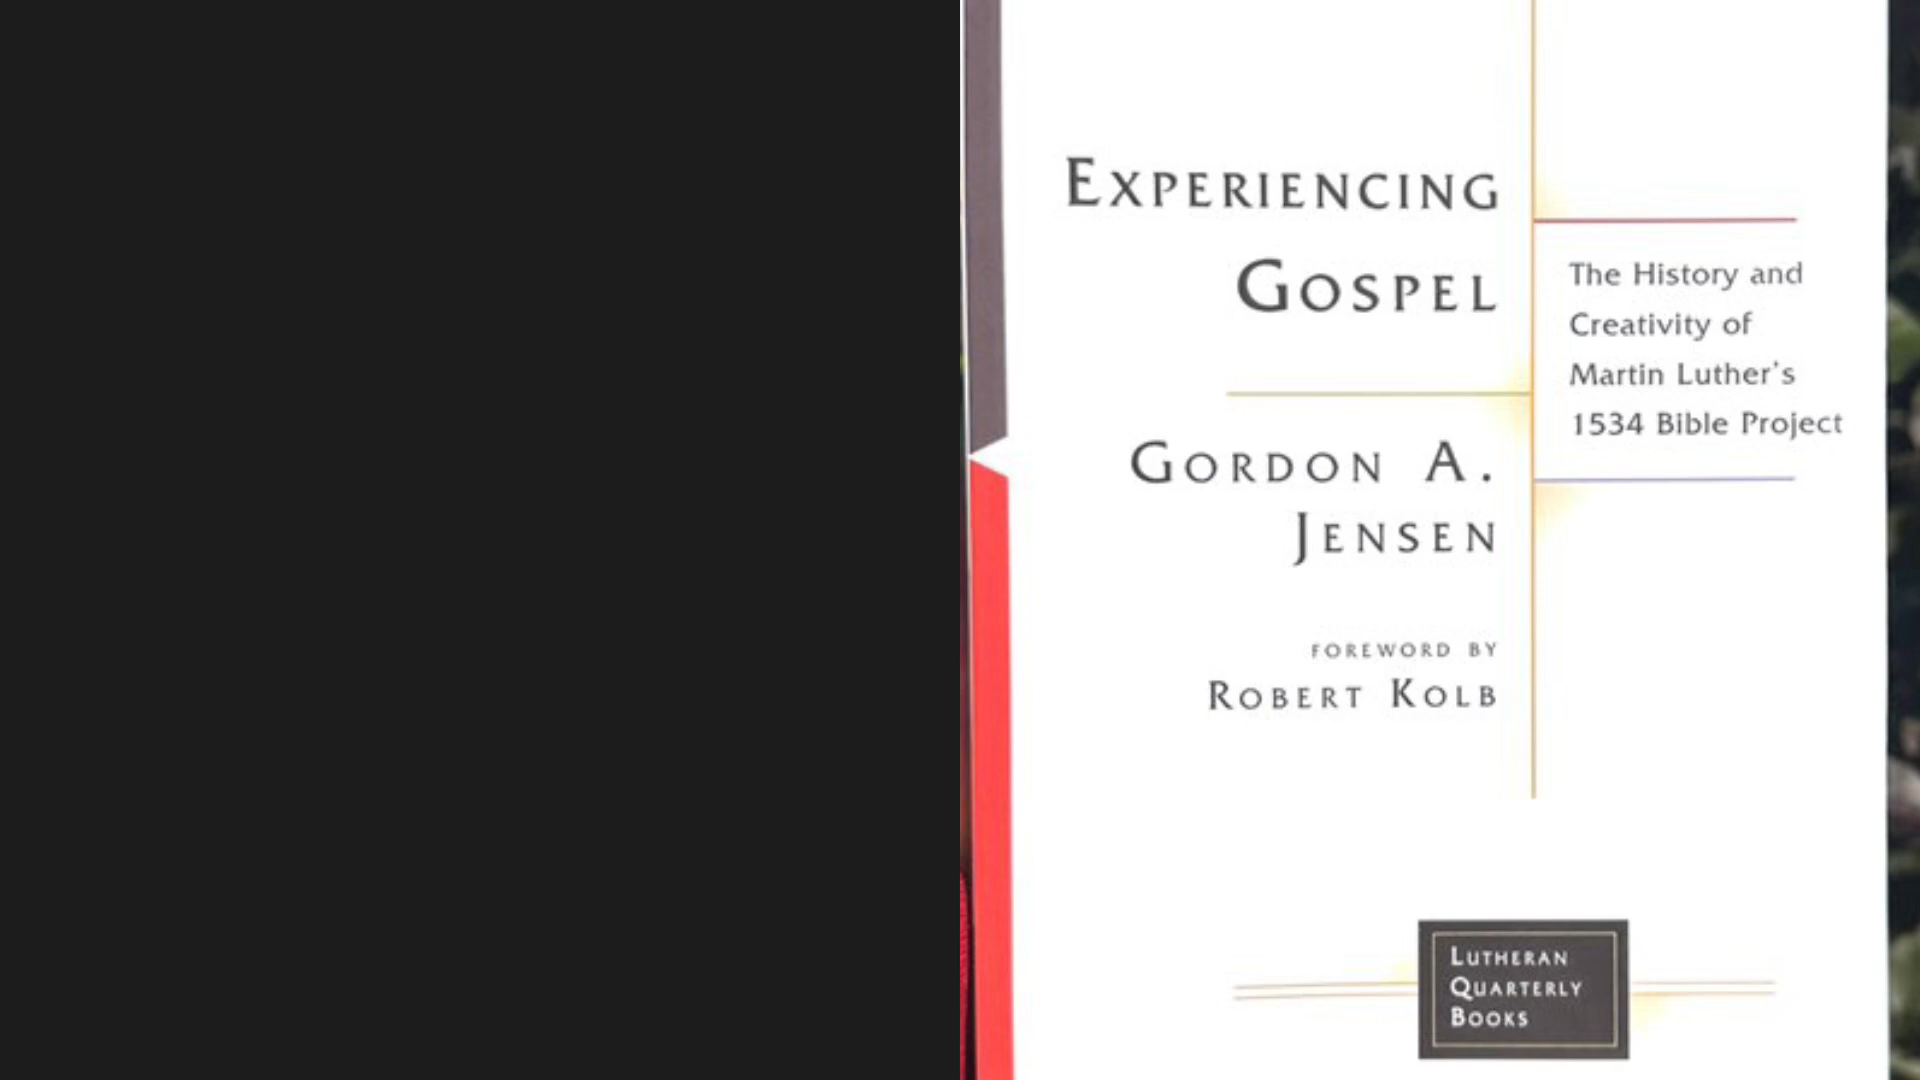 EXPERIENCING
GOSPEL
The History and
Creativity of
Martin Luther's
1534 Bible Project
GORDON A.
JENSEN
FOREWORD BY
ROBERT KOLB
LUTHERAN
QUARTERLY
BOOKS